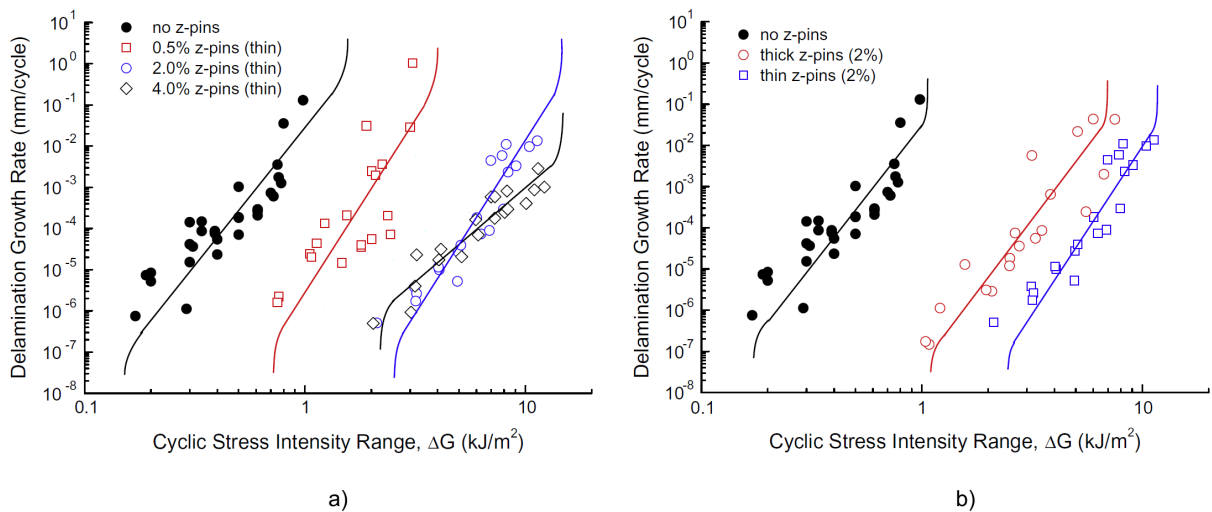 no z-pins
0.5% z-pins (thin)
2.0% z-pins (thin)
4.0% z-pins (thin)
Delamination Growth Rate (mm/cycle)
10^1
10^0
10^-1
10^-2
10^-3
10^-4
10^-5
10^-6
10^-7
10^-8
0.1
1
10
Cyclic Stress Intensity Range, ΔG (kJ/m²)
a)
no z-pins
thick z-pins (2%)
thin z-pins (2%)
Delamination Growth Rate (mm/cycle)
10^1
10^0
10^-1
10^-2
10^-3
10^-4
10^-5
10^-6
10^-7
10^-8
0.1
1
10
Cyclic Stress Intensity Range, ΔG (kJ/m²)
b)